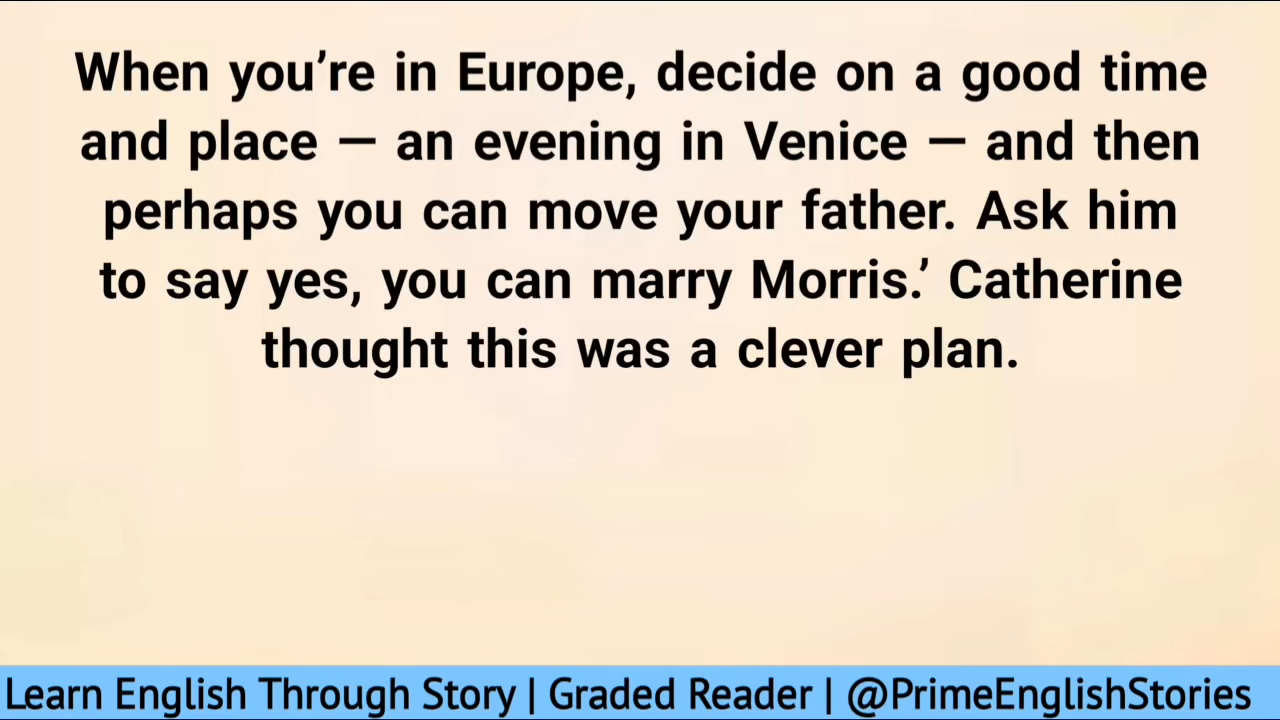 When you’re in Europe, decide on a good time
and place — an evening in Venice — and then
perhaps you can move your father. Ask him
to say yes, you can marry Morris.’ Catherine
thought this was a clever plan.
Learn English Through Story | Graded Reader | @PrimeEnglishStories